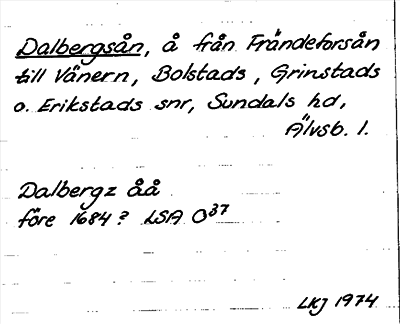 Dalbergsån, å från Frändeforsån
till Vänern, Bolstads, Grinstads
o. Erikstads snr, Sundals hd,
Älvsb. l.
Dalbergz åå
före 1684? LSA O37
LKJ 1974